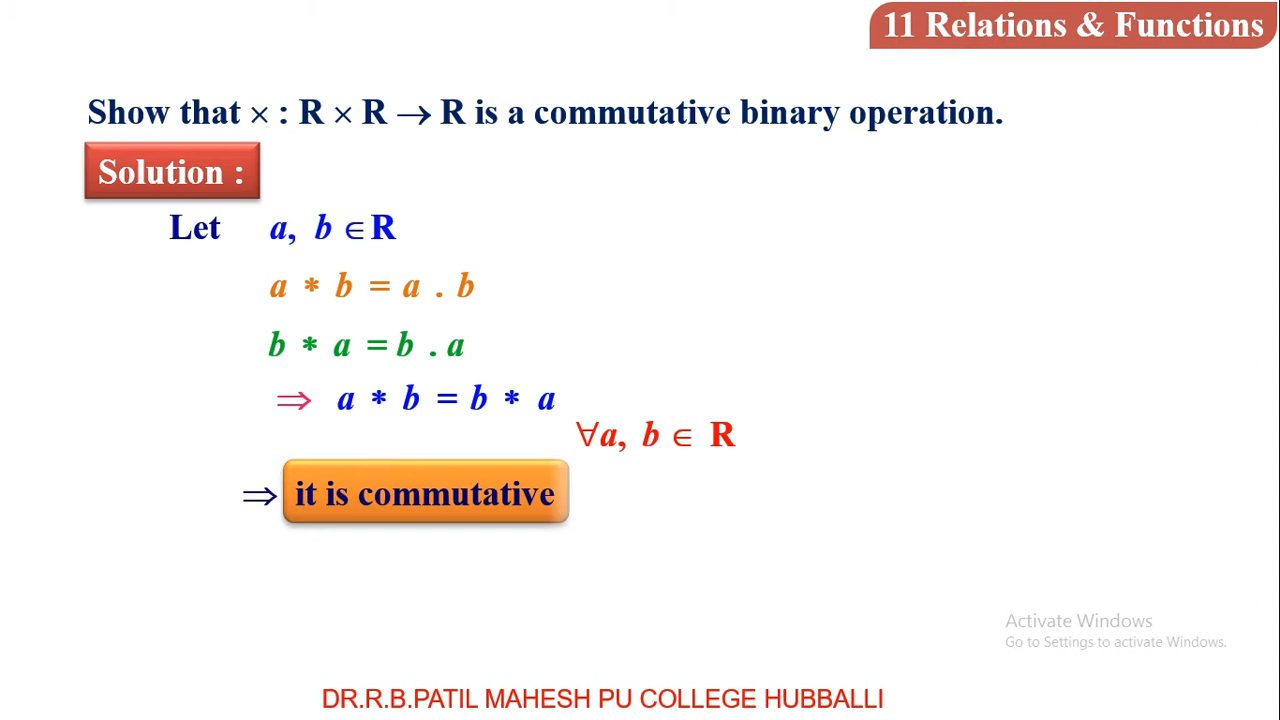 11 Relations & Functions
Show that × : R × R → R is a commutative binary operation.
Solution :
Let a, b ∈ R
a * b = a . b
b * a = b . a
⇒ a * b = b * a
∀a, b ∈ R
⇒ it is commutative
Activate Windows
Go to Settings to activate Windows.
DR.R.B.PATIL MAHESH PU COLLEGE HUBBALLI